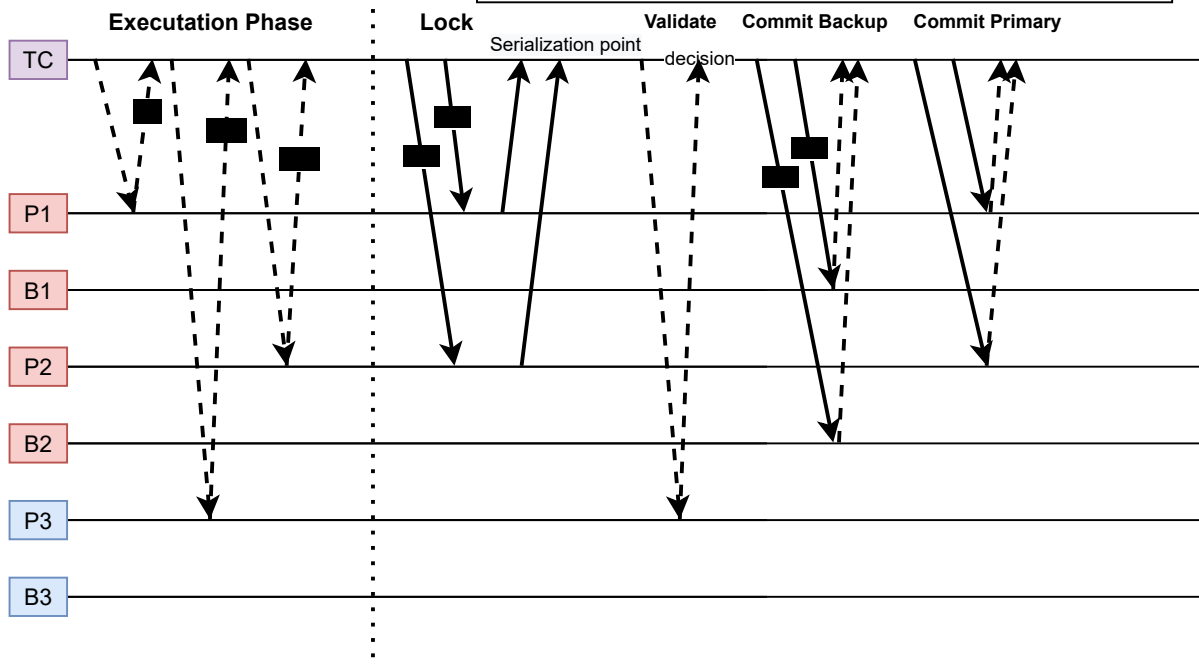 Executation Phase
Lock
Validate
Commit Backup
Commit Primary
Serialization point
decision
TC
P1
B1
P2
B2
P3
B3